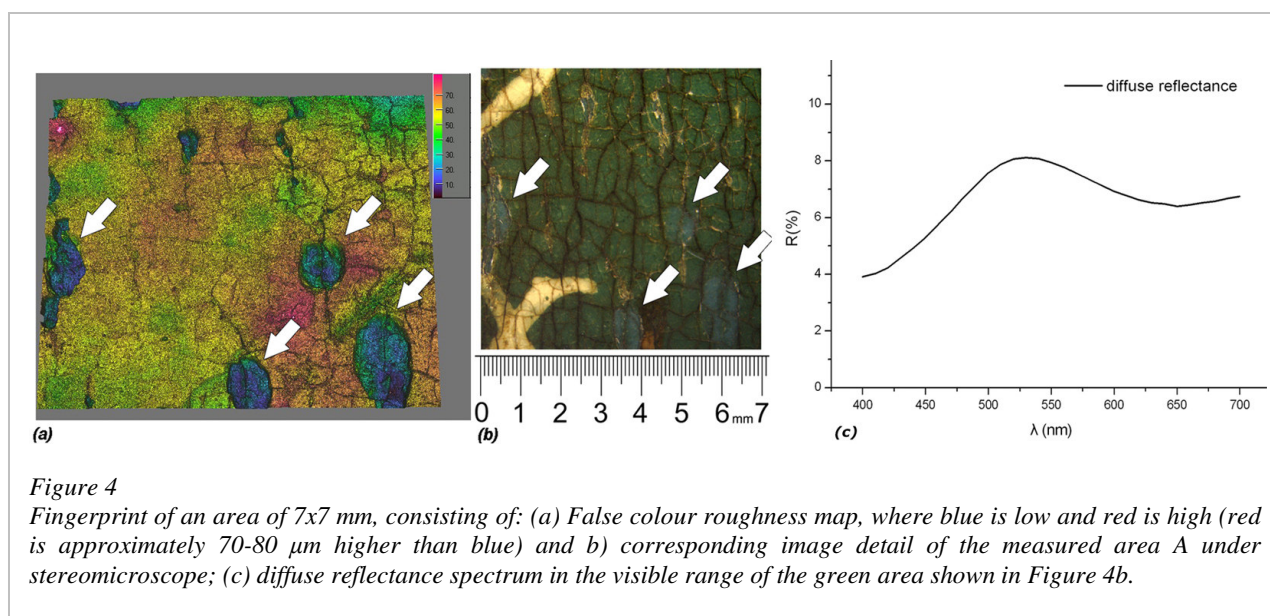 70.
60.
50.
40.
30.
20.
10.
(a)
0 1 2 3 4 5 6 mm 7
(b)
diffuse reflectance
10
8
6
4
2
0
R(%)
400 450 500 550 600 650 700
λ (nm)
(c)
Figure 4
Fingerprint of an area of 7x7 mm, consisting of: (a) False colour roughness map, where blue is low and red is high (red
is approximately 70-80 μm higher than blue) and b) corresponding image detail of the measured area A under
stereomicroscope; (c) diffuse reflectance spectrum in the visible range of the green area shown in Figure 4b.